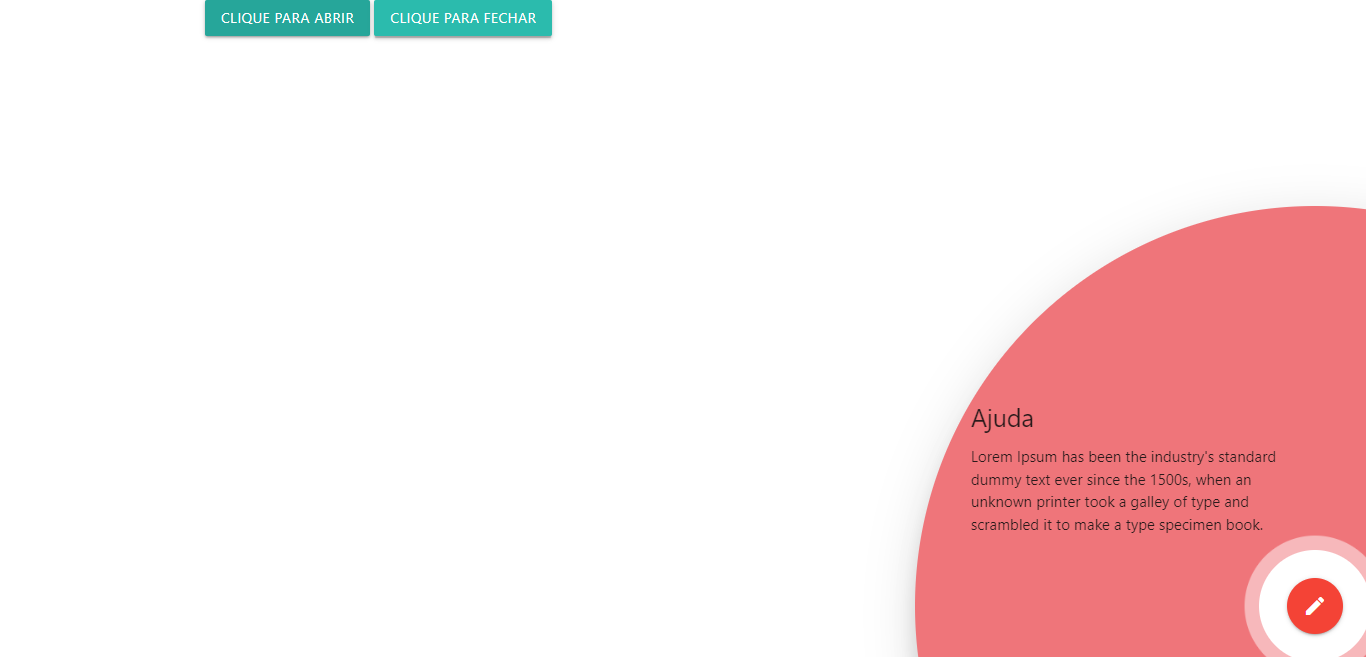 CLIQUE PARA ABRIR CLIQUE PARA FECHAR
Ajuda
Lorem Ipsum has been the industry's standard
dummy text ever since the 1500s, when an
unknown printer took a galley of type and
scrambled it to make a type specimen book.